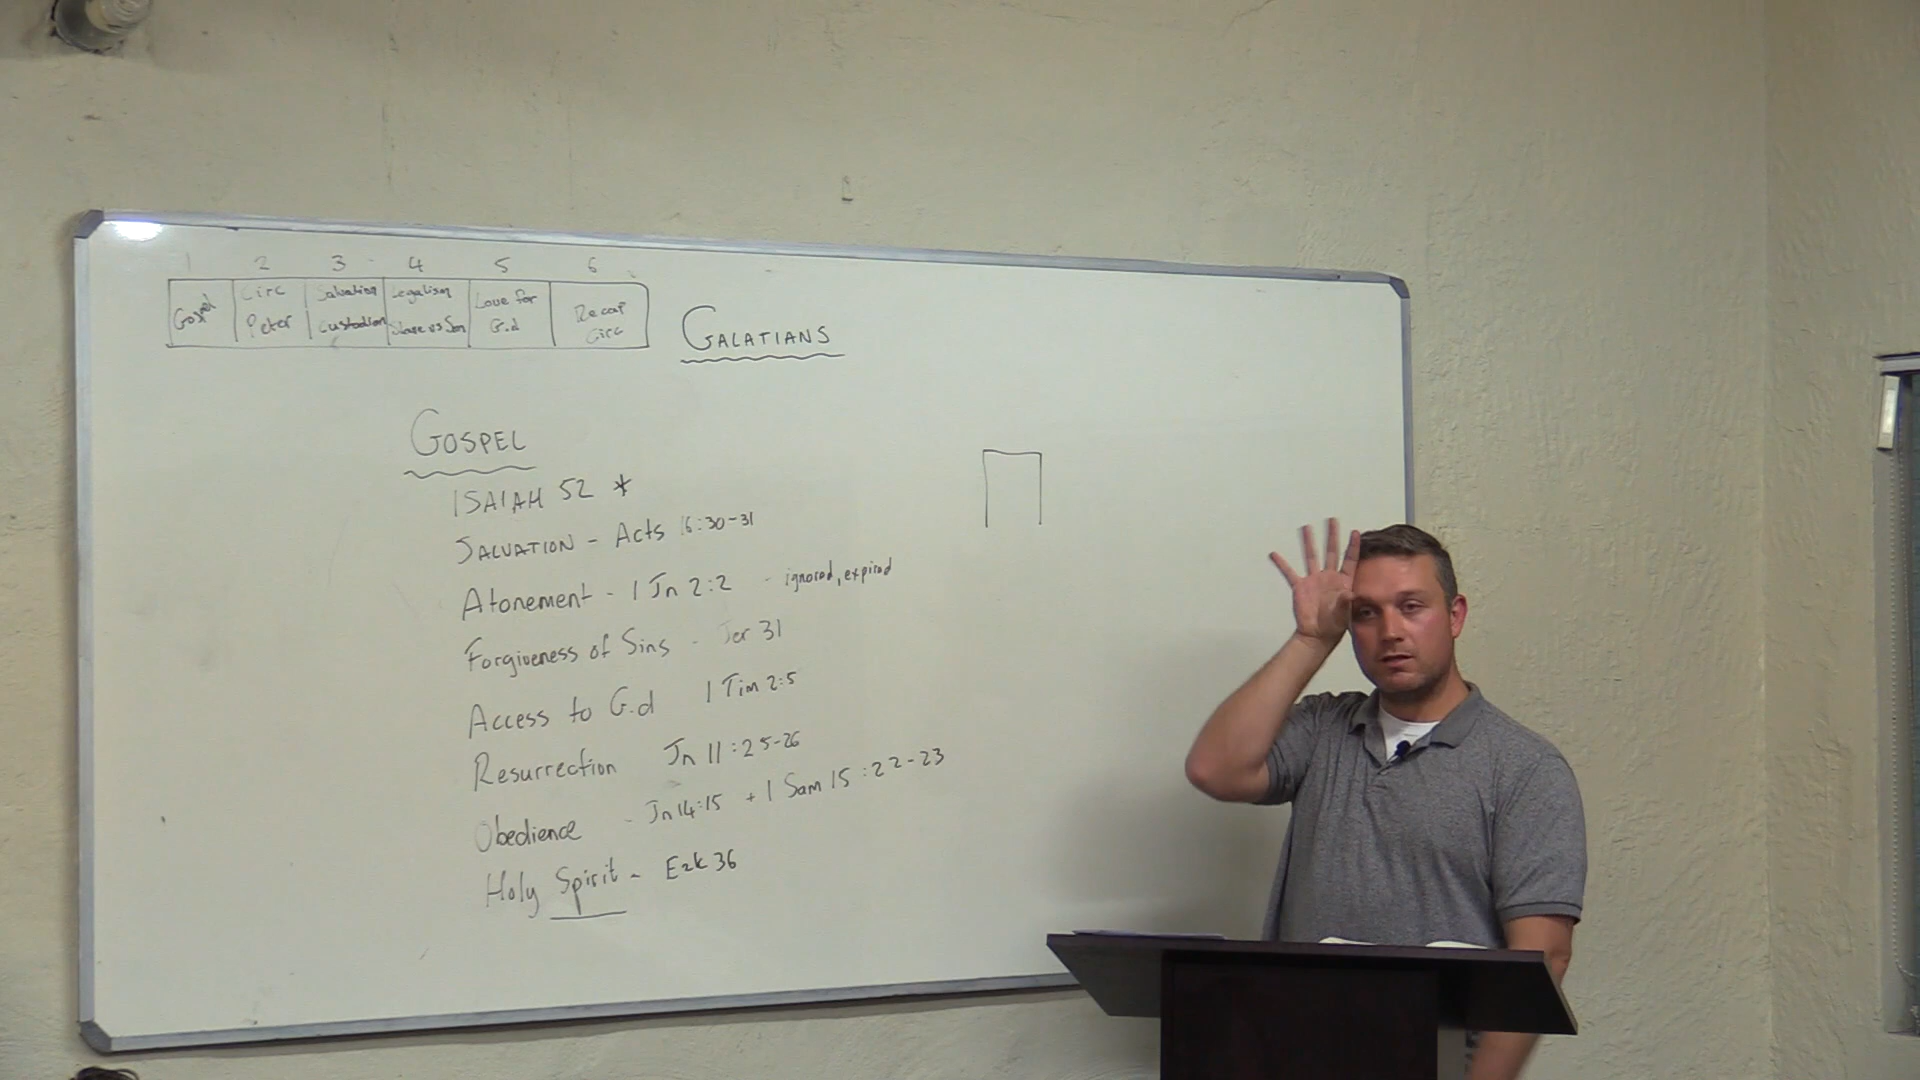 1 2 3 4 5 6
Gospel Circ Salvation Legalism Love for Recap
Peter Custodian Slave vs Son G.d Circ
GALATIANS
GOSPEL
ISAIAH 52 *
SALVATION - Acts 16:30-31
Atonement - 1 Jn 2:2 - ignored, expired
Forgiveness of Sins - Jer 31
Access to G.d 1 Tim 2:5
Resurrection Jn 11:25-26
Obedience - Jn 14:15 + 1 Sam 15:22-23
Holy Spirit - Ezk 36